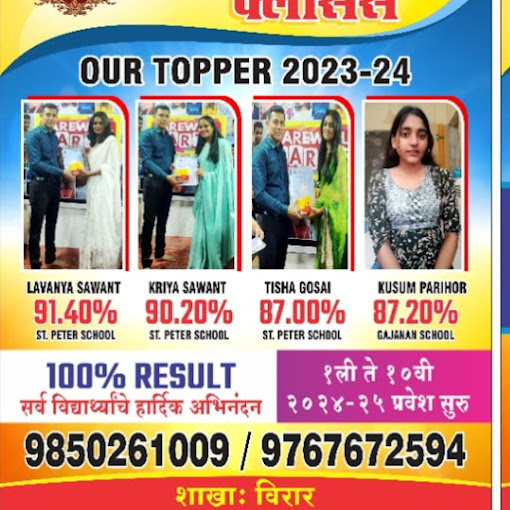 क्लासेस
OUR TOPPER 2023-24
LAVANYA SAWANT
91.40%
ST. PETER SCHOOL
KRIYA SAWANT
90.20%
ST. PETER SCHOOL
TISHA GOSAI
87.00%
ST. PETER SCHOOL
KUSUM PARIHOR
87.20%
GAJANAN SCHOOL
100% RESULT
सर्व विद्यार्थ्यांचे हार्दिक अभिनंदन
१ली ते १०वी
२०२४-२५ प्रवेश सुरु
9850261009 / 9767672594
शाखाः विरार